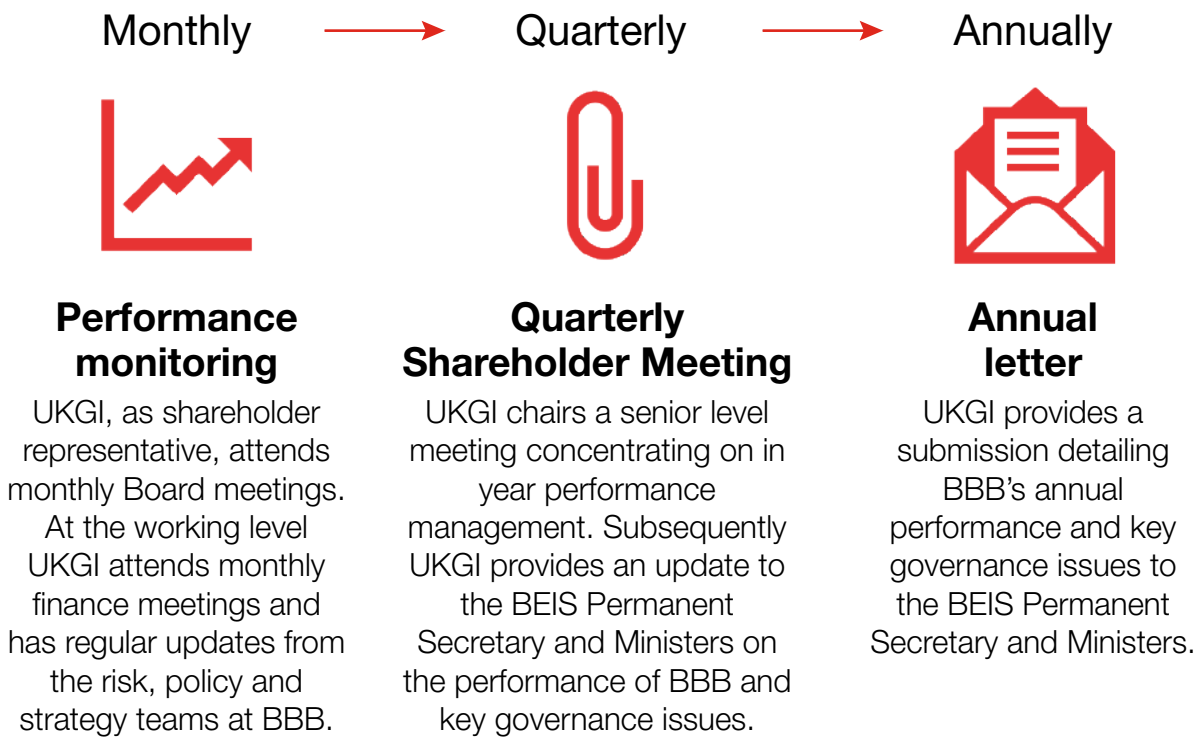 Monthly
Quarterly
Annually
Performance
monitoring
UKGI, as shareholder
representative, attends
monthly Board meetings.
At the working level
UKGI attends monthly
finance meetings and
has regular updates from
the risk, policy and
strategy teams at BBB.
Quarterly
Shareholder Meeting
UKGI chairs a senior level
meeting concentrating on in
year performance
management. Subsequently
UKGI provides an update to
the BEIS Permanent
Secretary and Ministers on
the performance of BBB and
key governance issues.
Annual
letter
UKGI provides a
submission detailing
BBB’s annual
performance and key
governance issues to
the BEIS Permanent
Secretary and Ministers.